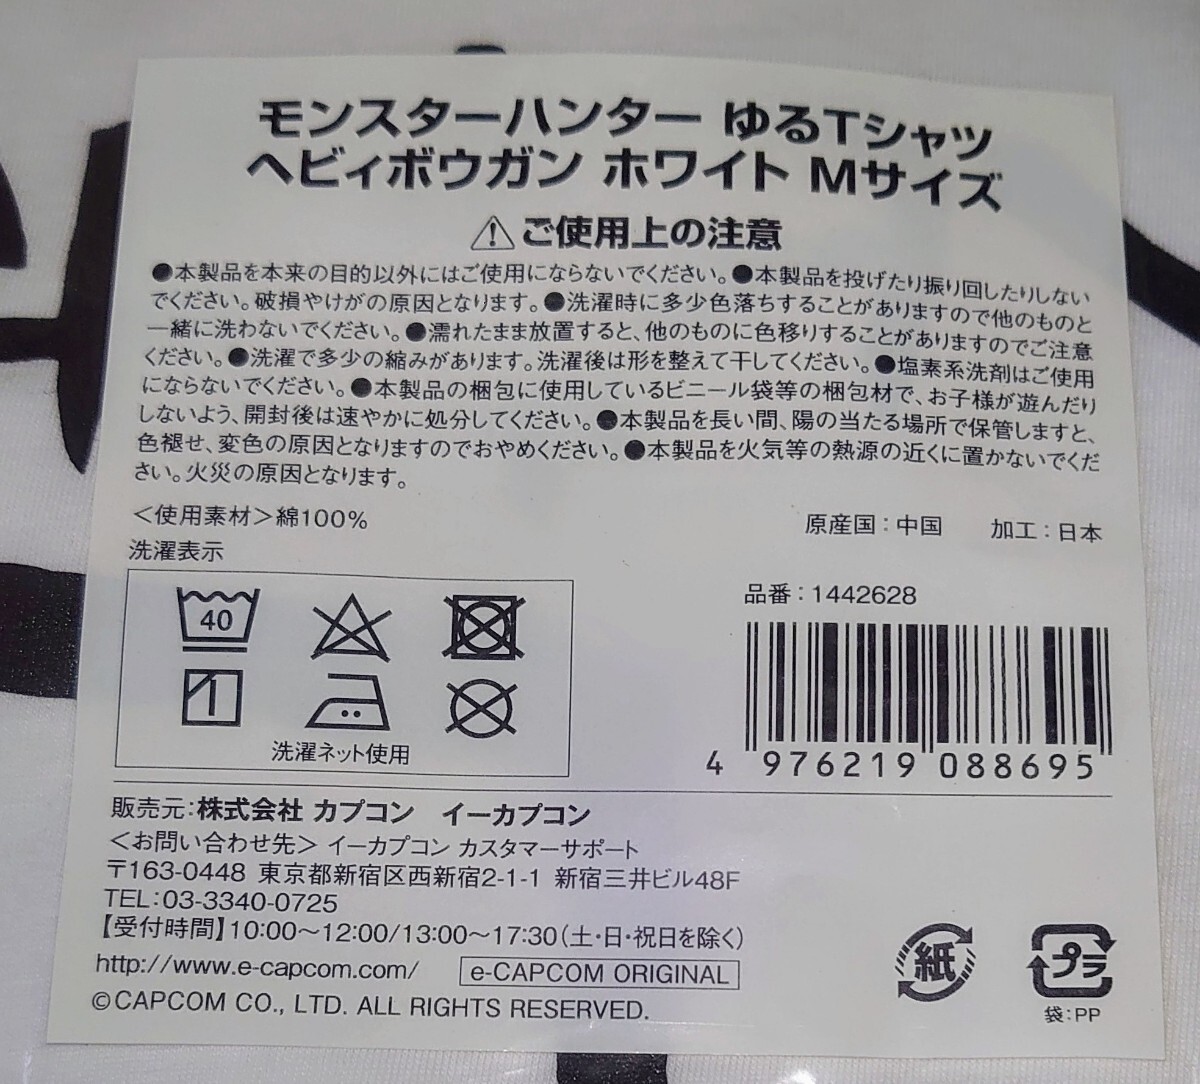 モンスターハンター ゆるTシャツ
ヘビィボウガン ホワイト Mサイズ
ご使用上の注意
●本製品を本来の目的以外にはご使用にならないでください。●本製品を投げたり振り回したりしない
でください。破損やけがの原因となります。●洗濯時に多少色落ちすることがありますので他のものと
一緒に洗わないでください。●濡れたまま放置すると、他のものに色移りすることがありますのでご注意
ください。●洗濯で多少の縮みがあります。洗濯後は形を整えて干してください。●塩素系洗剤はご使用
にならないでください。●本製品の梱包に使用しているビニール袋等の梱包材で、お子様が遊んだり
しないよう、開封後は速やかに処分してください。●本製品を長い間、陽の当たる場所で保管しますと、
色褪せ、変色の原因となりますのでおやめください。●本製品を火気等の熱源の近くに置かないでくだ
さい。火災の原因となります。
＜使用素材＞綿100%
原産国：中国　加工：日本
洗濯表示
40
洗濯ネット使用
品番：1442628
4 976219 088695
販売元：株式会社 カプコン　イーカプコン
＜お問い合わせ先＞ イーカプコン カスタマーサポート
〒163-0448 東京都新宿区西新宿2-1-1 新宿三井ビル48F
TEL：03-3340-0725
【受付時間】10:00〜12:00/13:00〜17:30（土・日・祝日を除く）
http://www.e-capcom.com/ e-CAPCOM ORIGINAL
©CAPCOM CO., LTD. ALL RIGHTS RESERVED.
紙
プラ
袋：PP